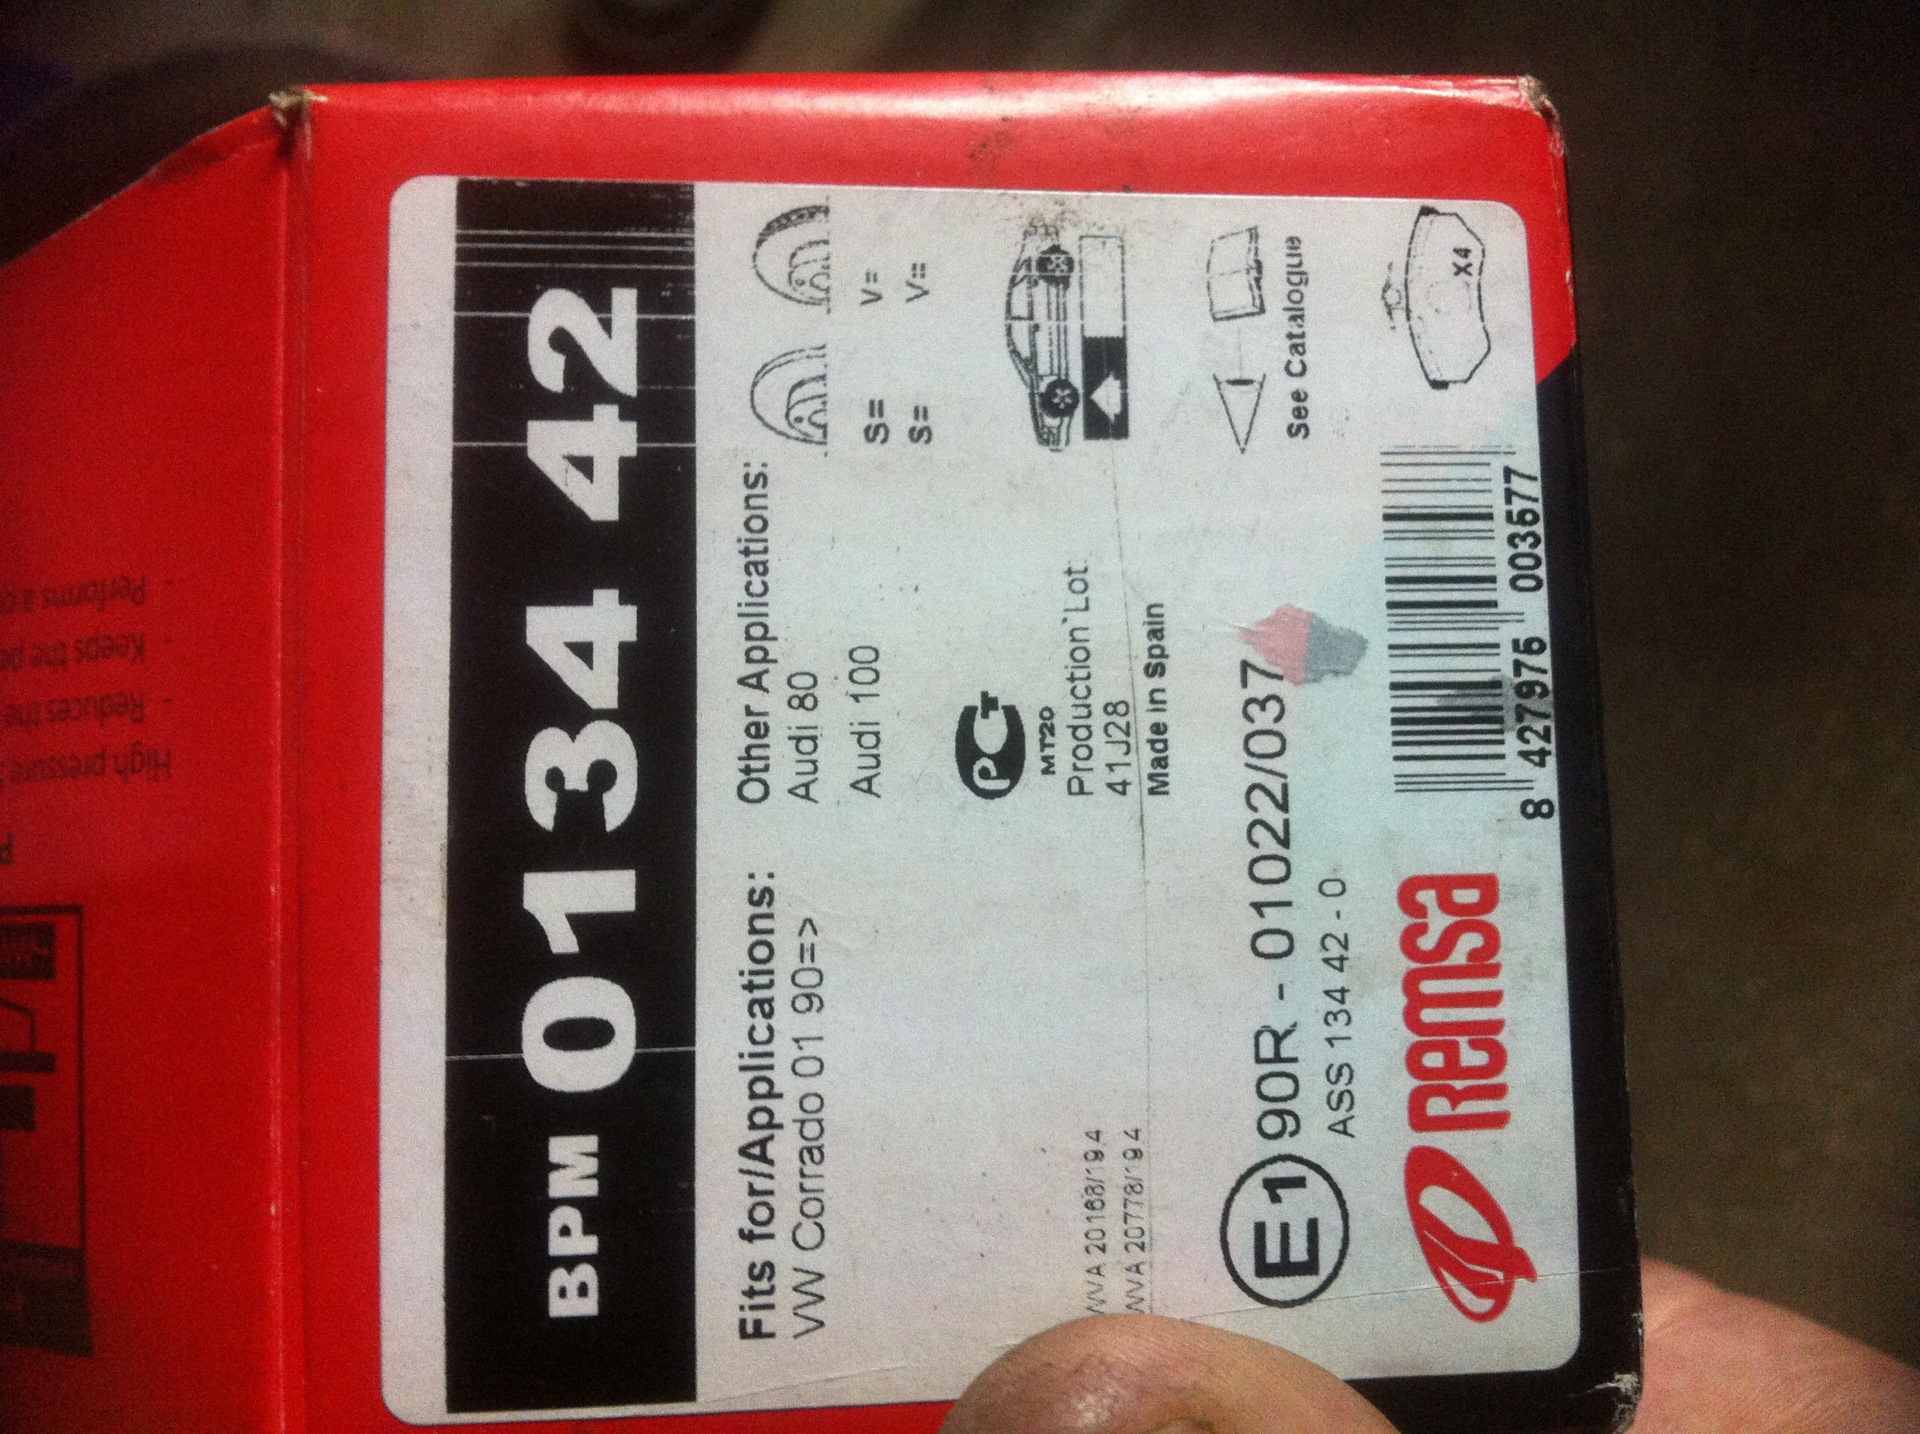 BPM 0134 42
Fits for/Applications:
VW Corrado 01 90=>
Other Applications:
Audi 80
Audi 100
S= V=
S= V=
PCT
MT20
Production`Lot:
41J28
Made in Spain
WVA 20168/19.4
WVA 20778/19.4
See Catalogue
E1 90R - 01022/037
ASS 134 42 - 0
X4
remsa
8 427975 003577
High pressure
- Reduces the
- Keeps the
- Performs a